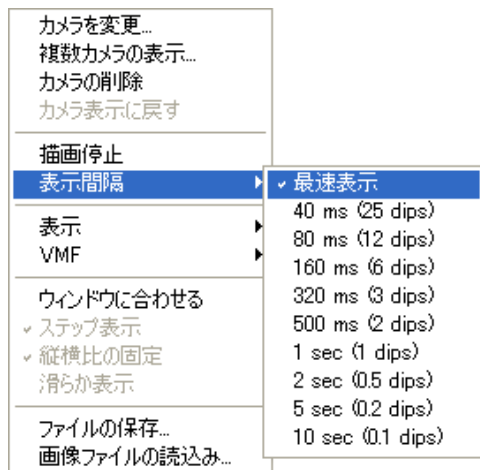 カメラを変更...
複数カメラの表示...
カメラの削除
カメラ表示に戻す
描画停止
表示間隔
表示
VMF
ウィンドウに合わせる
ステップ表示
縦横比の固定
滑らか表示
ファイルの保存...
画像ファイルの読込み...
最速表示
40 ms (25 dips)
80 ms (12 dips)
160 ms (6 dips)
320 ms (3 dips)
500 ms (2 dips)
1 sec (1 dips)
2 sec (0.5 dips)
5 sec (0.2 dips)
10 sec (0.1 dips)